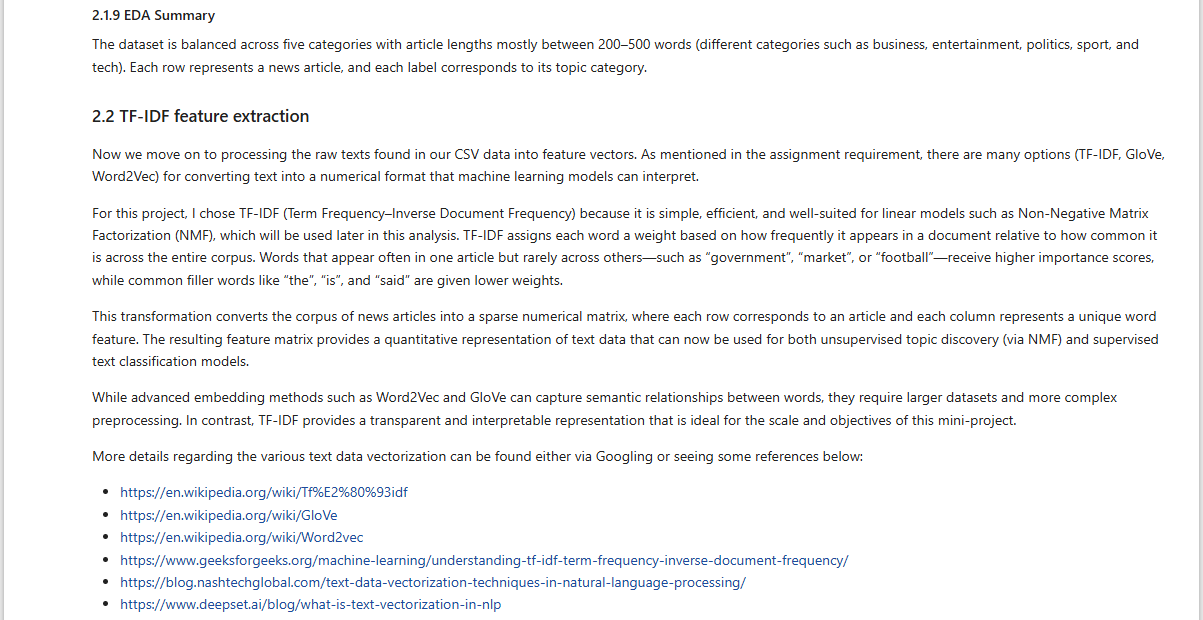 2.1.9 EDA Summary
The dataset is balanced across five categories with article lengths mostly between 200–500 words (different categories such as business, entertainment, politics, sport, and
tech). Each row represents a news article, and each label corresponds to its topic category.
2.2 TF-IDF feature extraction
Now we move on to processing the raw texts found in our CSV data into feature vectors. As mentioned in the assignment requirement, there are many options (TF-IDF, GloVe,
Word2Vec) for converting text into a numerical format that machine learning models can interpret.
For this project, I chose TF-IDF (Term Frequency–Inverse Document Frequency) because it is simple, efficient, and well-suited for linear models such as Non-Negative Matrix
Factorization (NMF), which will be used later in this analysis. TF-IDF assigns each word a weight based on how frequently it appears in a document relative to how common it
is across the entire corpus. Words that appear often in one article but rarely across others—such as “government”, “market”, or “football”—receive higher importance scores,
while common filler words like “the”, “is”, and “said” are given lower weights.
This transformation converts the corpus of news articles into a sparse numerical matrix, where each row corresponds to an article and each column represents a unique word
feature. The resulting feature matrix provides a quantitative representation of text data that can now be used for both unsupervised topic discovery (via NMF) and supervised
text classification models.
While advanced embedding methods such as Word2Vec and GloVe can capture semantic relationships between words, they require larger datasets and more complex
preprocessing. In contrast, TF-IDF provides a transparent and interpretable representation that is ideal for the scale and objectives of this mini-project.
More details regarding the various text data vectorization can be found either via Googling or seeing some references below:
• https://en.wikipedia.org/wiki/Tf%E2%80%93idf
• https://en.wikipedia.org/wiki/GloVe
• https://en.wikipedia.org/wiki/Word2vec
• https://www.geeksforgeeks.org/machine-learning/understanding-tf-idf-term-frequency-inverse-document-frequency/
• https://blog.nashtechglobal.com/text-data-vectorization-techniques-in-natural-language-processing/
• https://www.deepset.ai/blog/what-is-text-vectorization-in-nlp